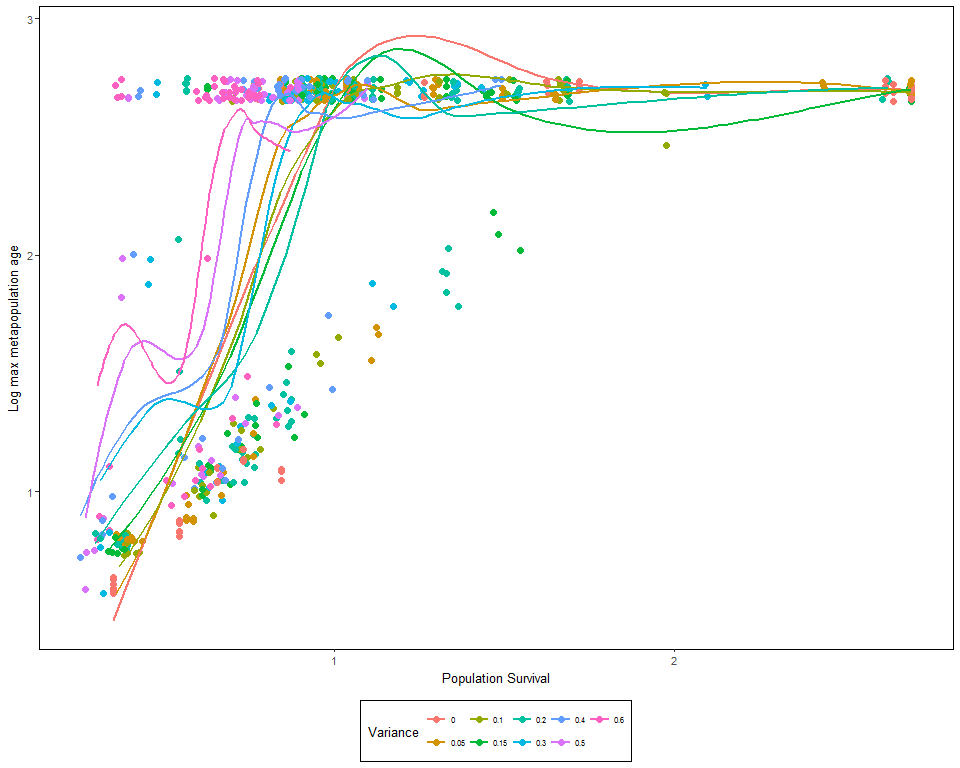 3
2
1
Log max metapopulation age
1 2
Population Survival
Variance
0 0.1 0.2 0.4 0.6
0.05 0.15 0.3 0.5